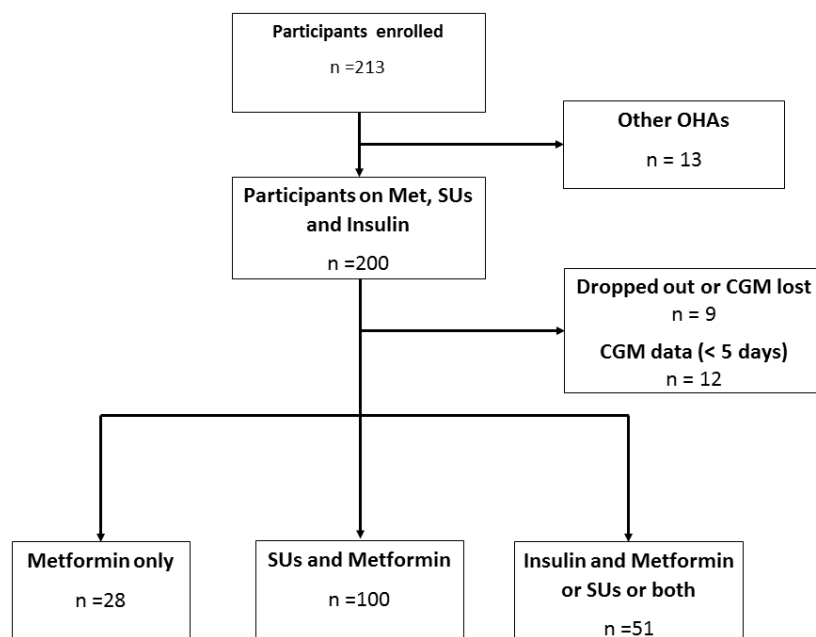 Participants enrolled
n =213
Other OHAs
n = 13
Participants on Met, SUs
and Insulin
n =200
Dropped out or CGM lost
n = 9
CGM data (< 5 days)
n = 12
Metformin only
n =28
SUs and Metformin
n =100
Insulin and Metformin
or SUs or both
n =51